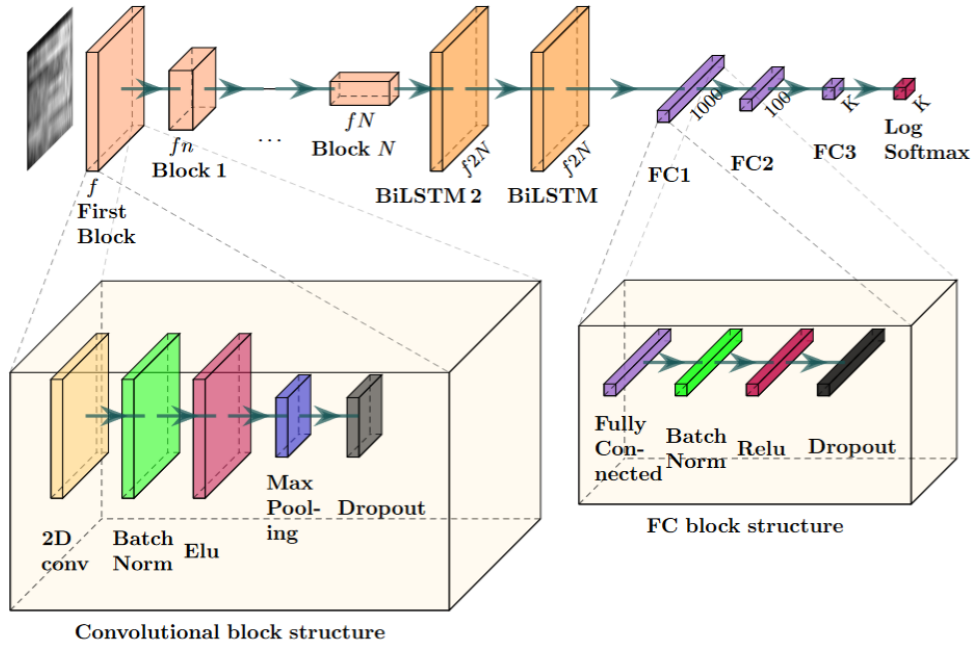 f
First
Block
fn
Block 1
...
fN
Block N
f2N
BiLSTM 2
f2N
BiLSTM
1000
FC1
100
FC2
K
FC3
K
Log
Softmax
2D
conv
Batch
Norm
Elu
Max
Pool-
ing
Dropout
Convolutional block structure
Fully
Con-
nected
Batch
Norm
Relu
Dropout
FC block structure